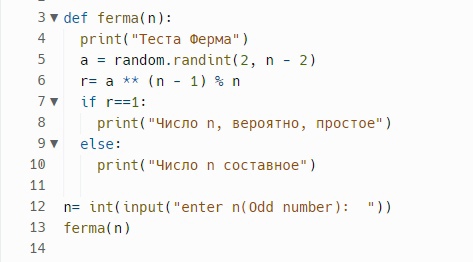 3 def ferma(n):
4 print("Теста Ферма")
5 a = random.randint(2, n - 2)
6 r= a ** (n - 1) % n
7 if r==1:
8 print("Число n, вероятно, простое")
9 else:
10 print("Число n составное")
11
12 n= int(input("enter n(Odd number):  "))
13 ferma(n)
14